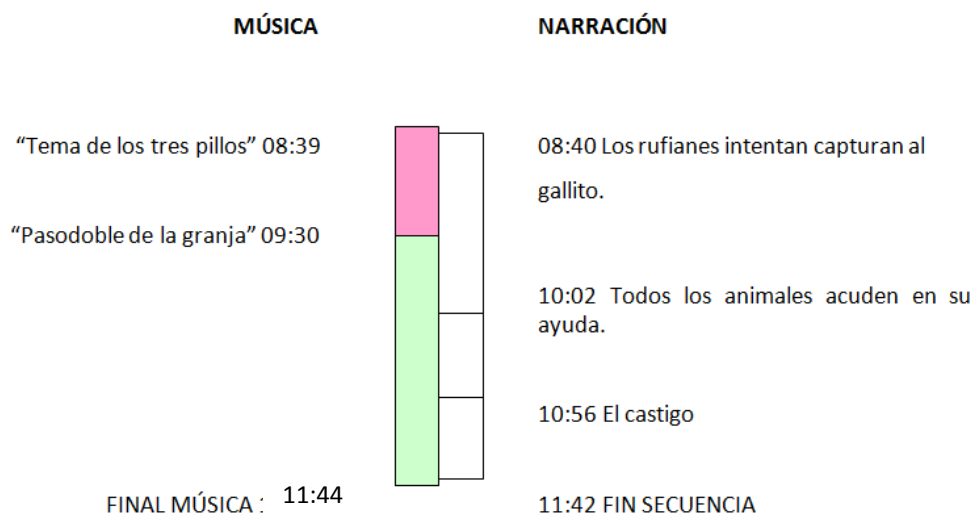 MÚSICA
NARRACIÓN
“Tema de los tres pillos” 08:39
08:40 Los rufianes intentan capturan al
gallito.
“Pasodoble de la granja” 09:30
10:02 Todos los animales acuden en su
ayuda.
10:56 El castigo
FINAL MÚSICA 11:44
11:42 FIN SECUENCIA